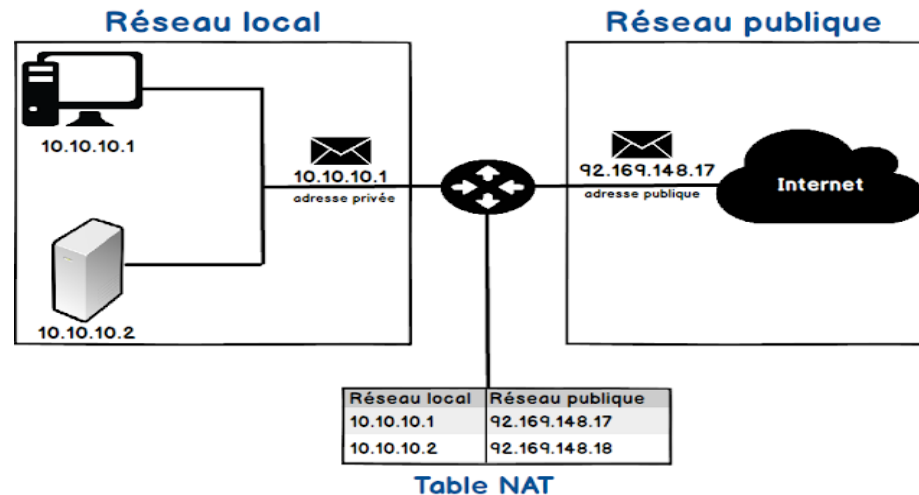 Réseau local
Réseau publique
10.10.10.1
10.10.10.1
adresse privée
10.10.10.2
92.169.148.17
adresse publique
Internet
Réseau local Réseau publique
10.10.10.1 92.169.148.17
10.10.10.2 92.169.148.18
Table NAT